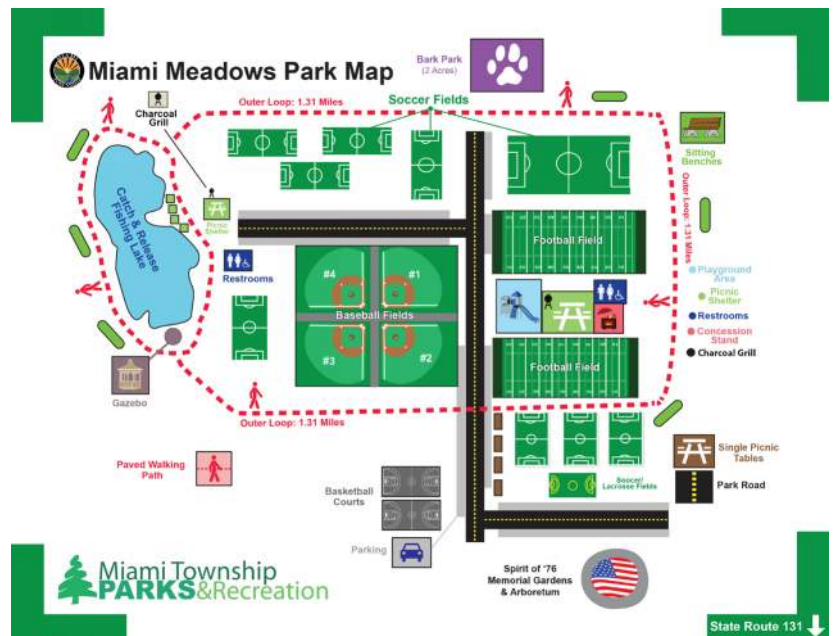 Miami Meadows Park Map
Bark Park
(2 Acres)
Charcoal
Grill
Outer Loop: 1.31 Miles
Soccer Fields
Sitting
Benches
Outer Loop: 1.31 Miles
Catch & Release
Fishing Lake
Picnic
Shelter
Restrooms
Football Field
#4
#1
Baseball Fields
#3
#2
Football Field
Playground
Area
Picnic
Shelter
Restrooms
Concession
Stand
Charcoal Grill
Gazebo
Outer Loop: 1.31 Miles
Paved Walking
Path
Single Picnic
Tables
Park Road
Soccer/
Lacrosse Fields
Basketball
Courts
Parking
Spirit of '76
Memorial Gardens
& Arboretum
Miami Township
PARKS&Recreation
State Route 131